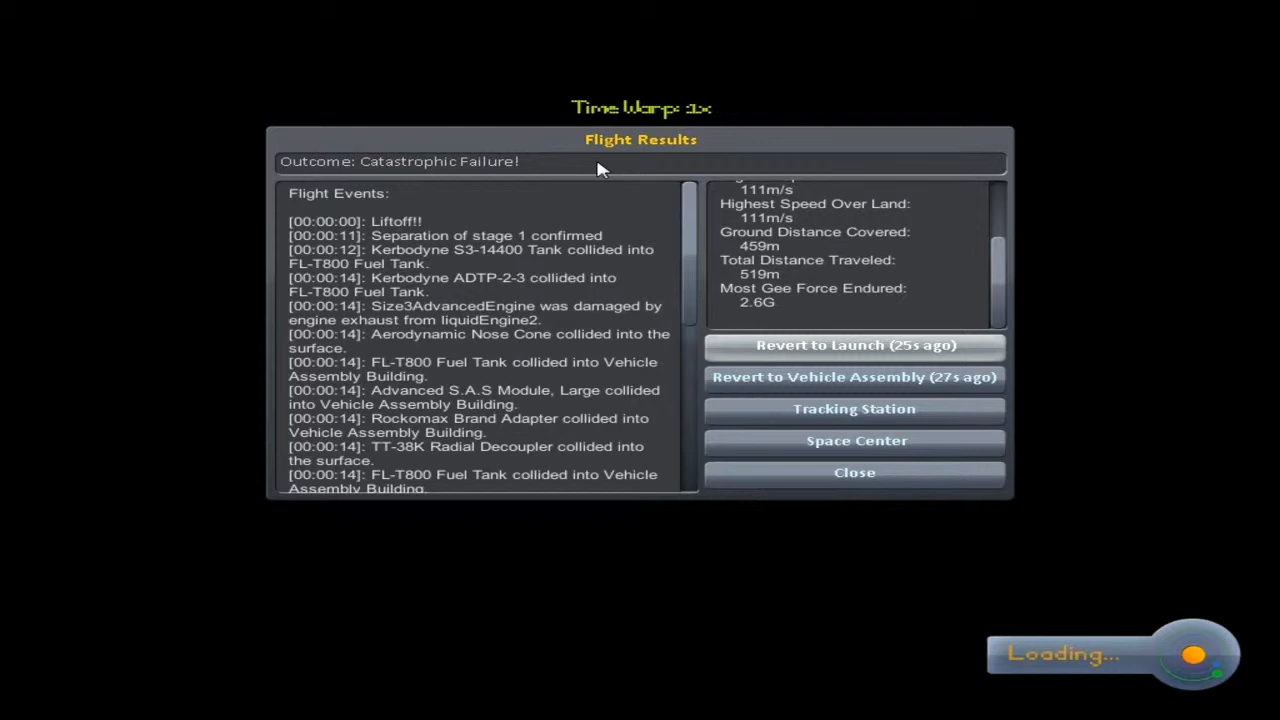 Time Warp: 1x
Flight Results
Outcome: Catastrophic Failure!
Flight Events:
[00:00:00]: Liftoff!!
[00:00:11]: Separation of stage 1 confirmed
[00:00:12]: Kerbodyne S3-14400 Tank collided into
FL-T800 Fuel Tank.
[00:00:14]: Kerbodyne ADTP-2-3 collided into
FL-T800 Fuel Tank.
[00:00:14]: Size3AdvancedEngine was damaged by
engine exhaust from liquidEngine2.
[00:00:14]: Aerodynamic Nose Cone collided into the
surface.
[00:00:14]: FL-T800 Fuel Tank collided into Vehicle
Assembly Building.
[00:00:14]: Advanced S.A.S Module, Large collided
into Vehicle Assembly Building.
[00:00:14]: Rockomax Brand Adapter collided into
Vehicle Assembly Building.
[00:00:14]: TT-38K Radial Decoupler collided into
the surface.
[00:00:14]: FL-T800 Fuel Tank collided into Vehicle
Assembly Building.
111m/s
Highest Speed Over Land:
111m/s
Ground Distance Covered:
459m
Total Distance Traveled:
519m
Most Gee Force Endured:
2.6G
Revert to Launch (25s ago)
Revert to Vehicle Assembly (27s ago)
Tracking Station
Space Center
Close
Loading...